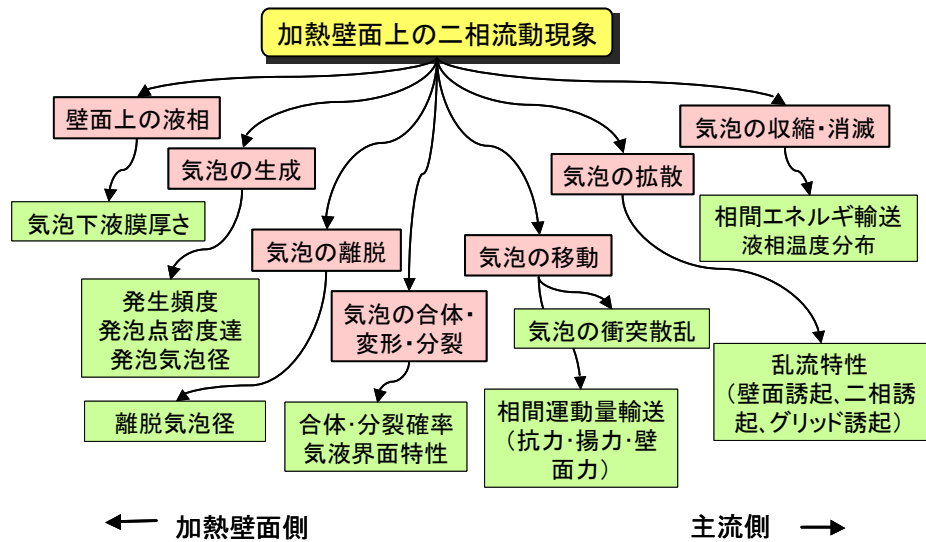 加熱壁面上の二相流動現象
壁面上の液相
気泡の収縮・消滅
気泡の生成
気泡の拡散
気泡下液膜厚さ
相間エネルギ輸送
液相温度分布
気泡の離脱
気泡の移動
発生頻度
発泡点密度達
発泡気泡径
気泡の合体・
変形・分裂
気泡の衝突散乱
乱流特性
（壁面誘起、二相誘
起、グリッド誘起）
離脱気泡径
合体・分裂確率
気液界面特性
相間運動量輸送
（抗力・揚力・壁
面力）
加熱壁面側
主流側